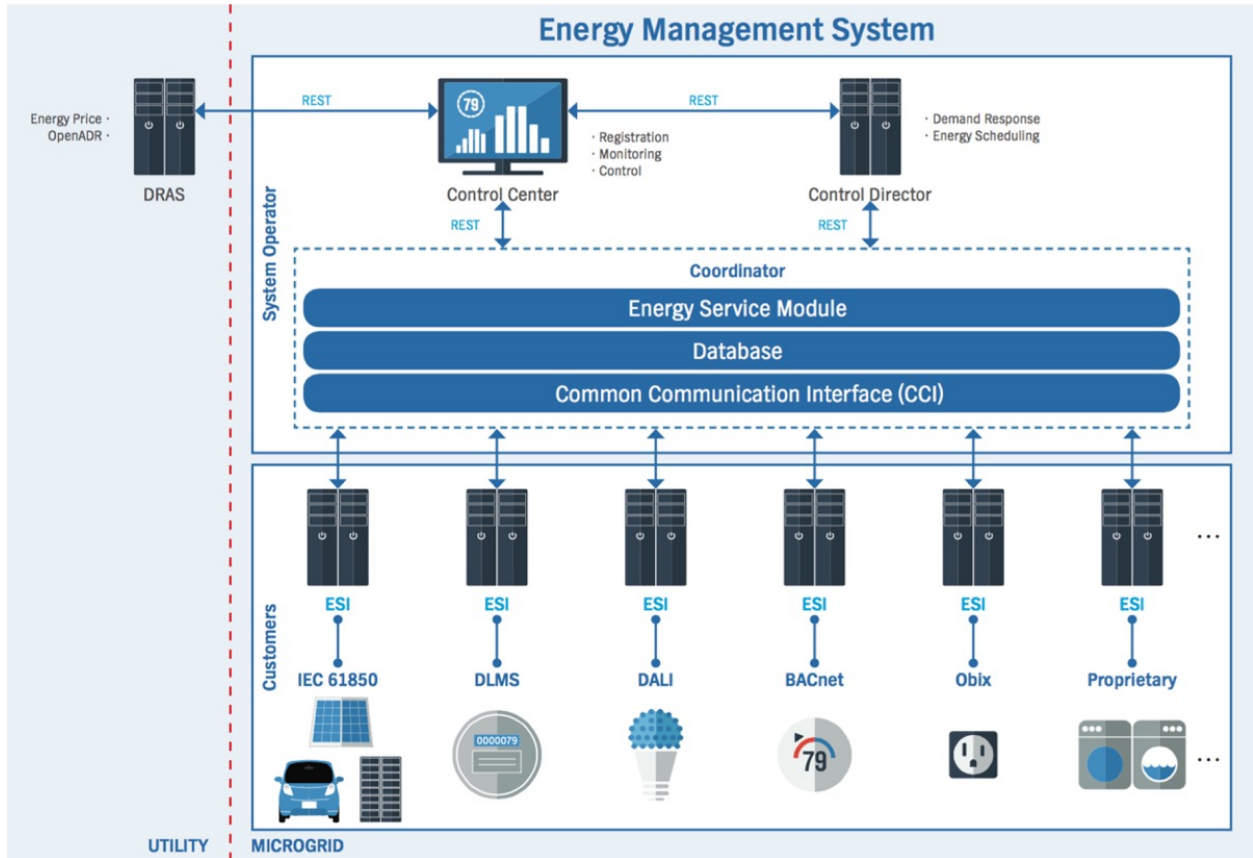 Energy Management System
Energy Price ·
OpenADR ·
DRAS
REST
79
Control Center
· Registration
· Monitoring
· Control
REST
Control Director
· Demand Response
· Energy Scheduling
System Operator
REST
REST
Coordinator
Energy Service Module
Database
Common Communication Interface (CCI)
Customers
ESI
ESI
ESI
ESI
ESI
ESI
...
IEC 61850
DLMS
DALI
BACnet
Obix
Proprietary
0000079
79
...
UTILITY
MICROGRID